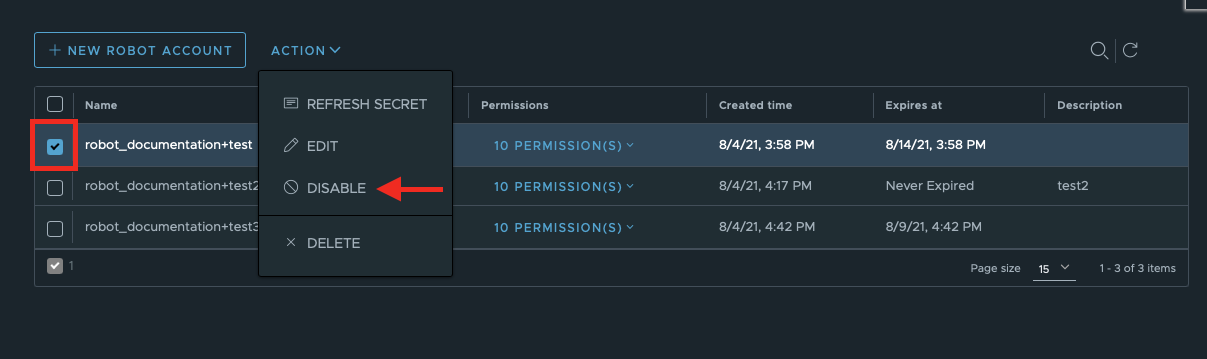 + NEW ROBOT ACCOUNT ACTION
REFRESH SECRET
EDIT
DISABLE
DELETE
Name Permissions Created time Expires at Description
robot_documentation+test 10 PERMISSION(S) 8/4/21, 3:58 PM 8/14/21, 3:58 PM
robot_documentation+test2 10 PERMISSION(S) 8/4/21, 4:17 PM Never Expired test2
robot_documentation+test3 10 PERMISSION(S) 8/4/21, 4:42 PM 8/9/21, 4:42 PM
1 Page size 15 1 - 3 of 3 items